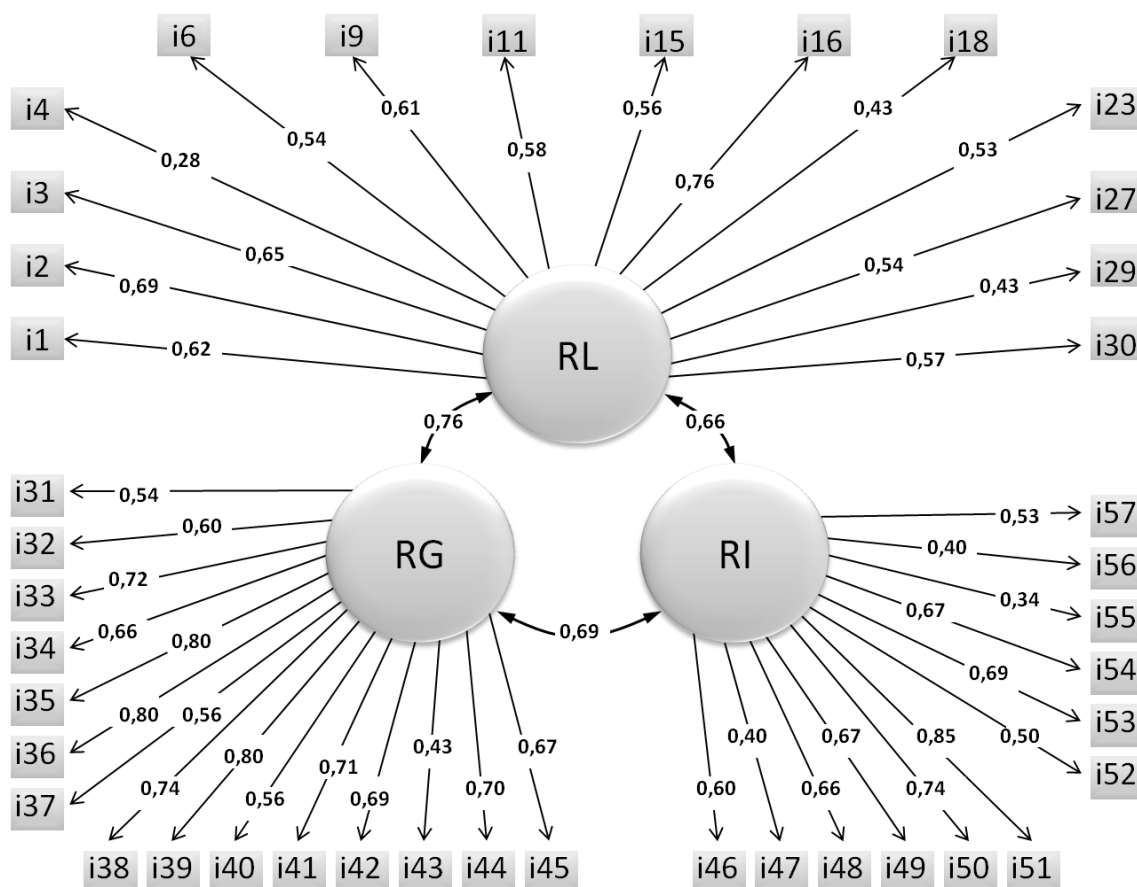 i6
i9
i11
i15
i16
i18
i4
i23
0,54
0,61
0,58
0,56
0,76
0,43
0,53
0,28
i3
i27
0,65
0,54
i2
i29
0,69
0,43
i1
i30
0,62
0,57
RL
0,76
0,66
i31
0,54
i32
0,60
i33
0,72
i34
0,66
i35
0,80
i36
0,80
i37
0,56
RG
RI
0,69
i57
0,53
i56
0,40
i55
0,34
i54
0,67
i53
0,69
i52
0,50
0,74
0,80
0,56
0,71
0,69
0,43
0,70
0,67
0,60
0,40
0,66
0,67
0,74
0,85
i38
i39
i40
i41
i42
i43
i44
i45
i46
i47
i48
i49
i50
i51